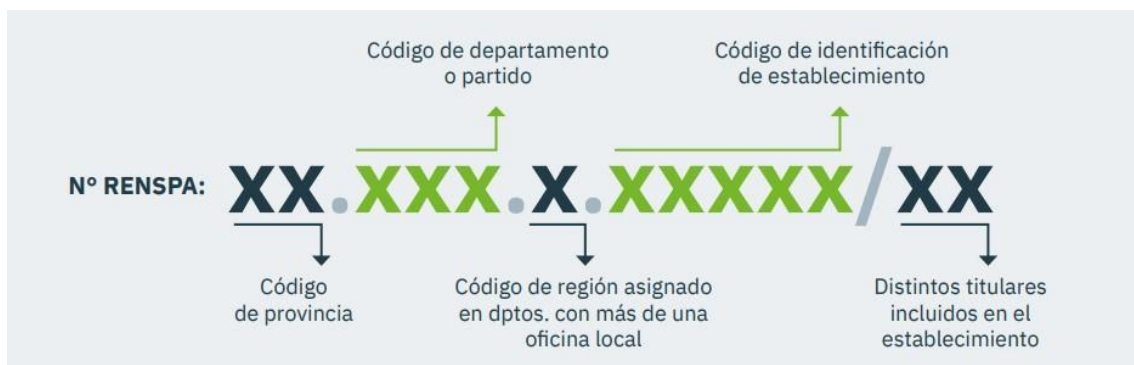 Código de departamento
o partido
Código de identificación
de establecimiento
Nº RENSPA: XX.XXX.X.XXXXX/XX
Código
de provincia
Código de región asignado
en dptos. con más de una
oficina local
Distintos titulares
incluidos en el
establecimiento